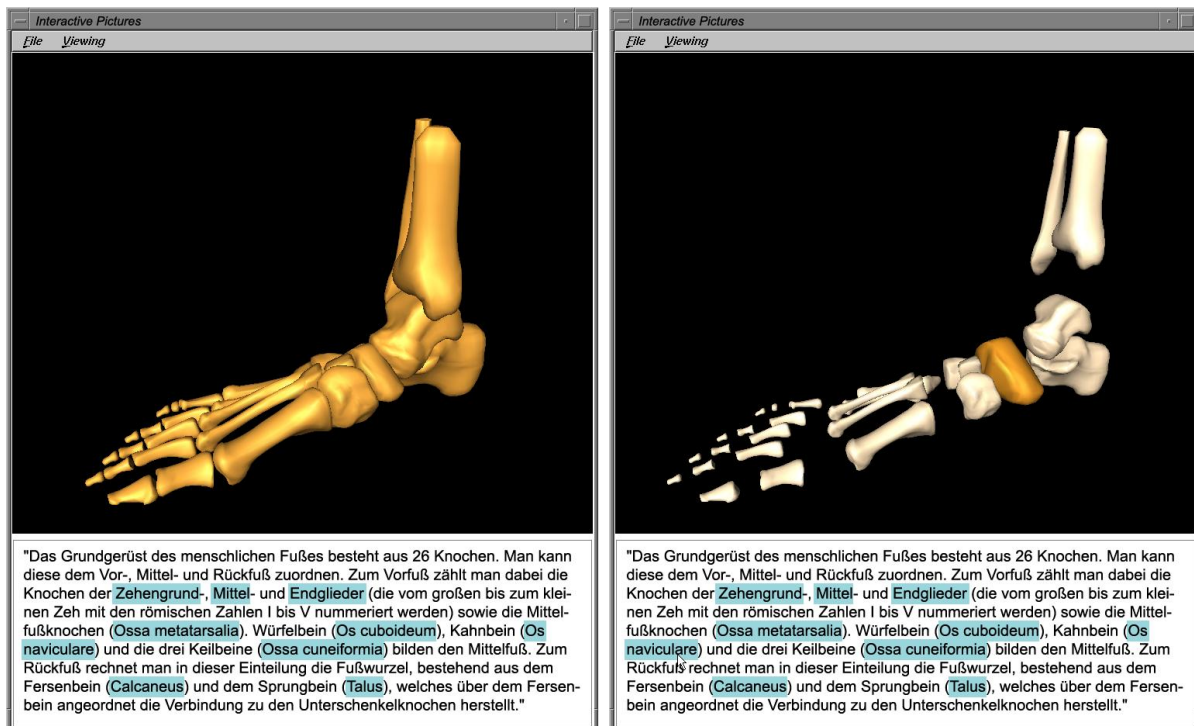 Interactive Pictures
File Viewing
"Das Grundgerüst des menschlichen Fußes besteht aus 26 Knochen. Man kann
diese dem Vor-, Mittel- und Rückfuß zuordnen. Zum Vorfuß zählt man dabei die
Knochen der Zehengrund-, Mittel- und Endglieder (die vom großen bis zum klei-
nen Zeh mit den römischen Zahlen I bis V nummeriert werden) sowie die Mittel-
fußknochen (Ossa metatarsalia). Würfelbein (Os cuboideum), Kahnbein (Os
naviculare) und die drei Keilbeine (Ossa cuneiformia) bilden den Mittelfuß. Zum
Rückfuß rechnet man in dieser Einteilung die Fußwurzel, bestehend aus dem
Fersenbein (Calcaneus) und dem Sprungbein (Talus), welches über dem Fersen-
bein angeordnet die Verbindung zu den Unterschenkelknochen herstellt."
Interactive Pictures
File Viewing
"Das Grundgerüst des menschlichen Fußes besteht aus 26 Knochen. Man kann
diese dem Vor-, Mittel- und Rückfuß zuordnen. Zum Vorfuß zählt man dabei die
Knochen der Zehengrund-, Mittel- und Endglieder (die vom großen bis zum klei-
nen Zeh mit den römischen Zahlen I bis V nummeriert werden) sowie die Mittel-
fußknochen (Ossa metatarsalia). Würfelbein (Os cuboideum), Kahnbein (Os
naviculare) und die drei Keilbeine (Ossa cuneiformia) bilden den Mittelfuß. Zum
Rückfuß rechnet man in dieser Einteilung die Fußwurzel, bestehend aus dem
Fersenbein (Calcaneus) und dem Sprungbein (Talus), welches über dem Fersen-
bein angeordnet die Verbindung zu den Unterschenkelknochen herstellt."